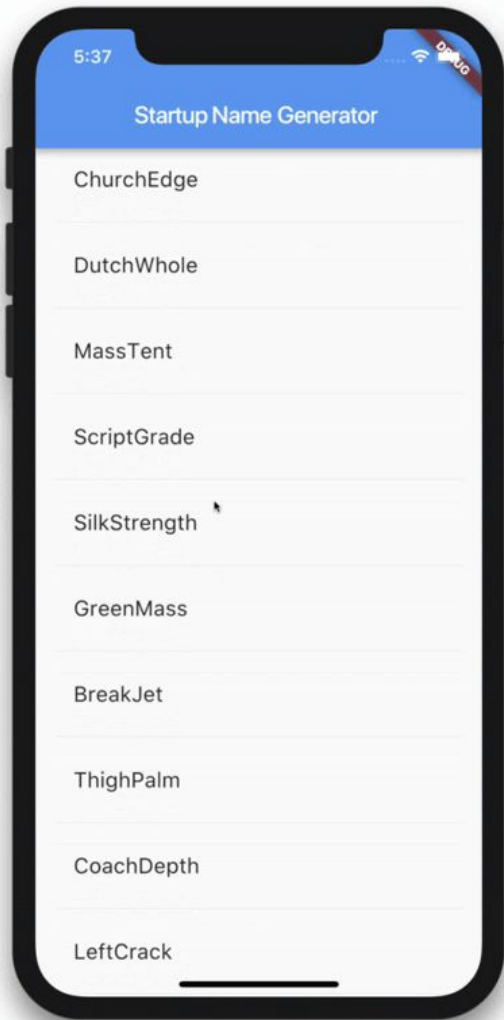 5:37
DEBUG
Startup Name Generator
ChurchEdge
DutchWhole
MassTent
ScriptGrade
SilkStrength
GreenMass
BreakJet
ThighPalm
CoachDepth
LeftCrack